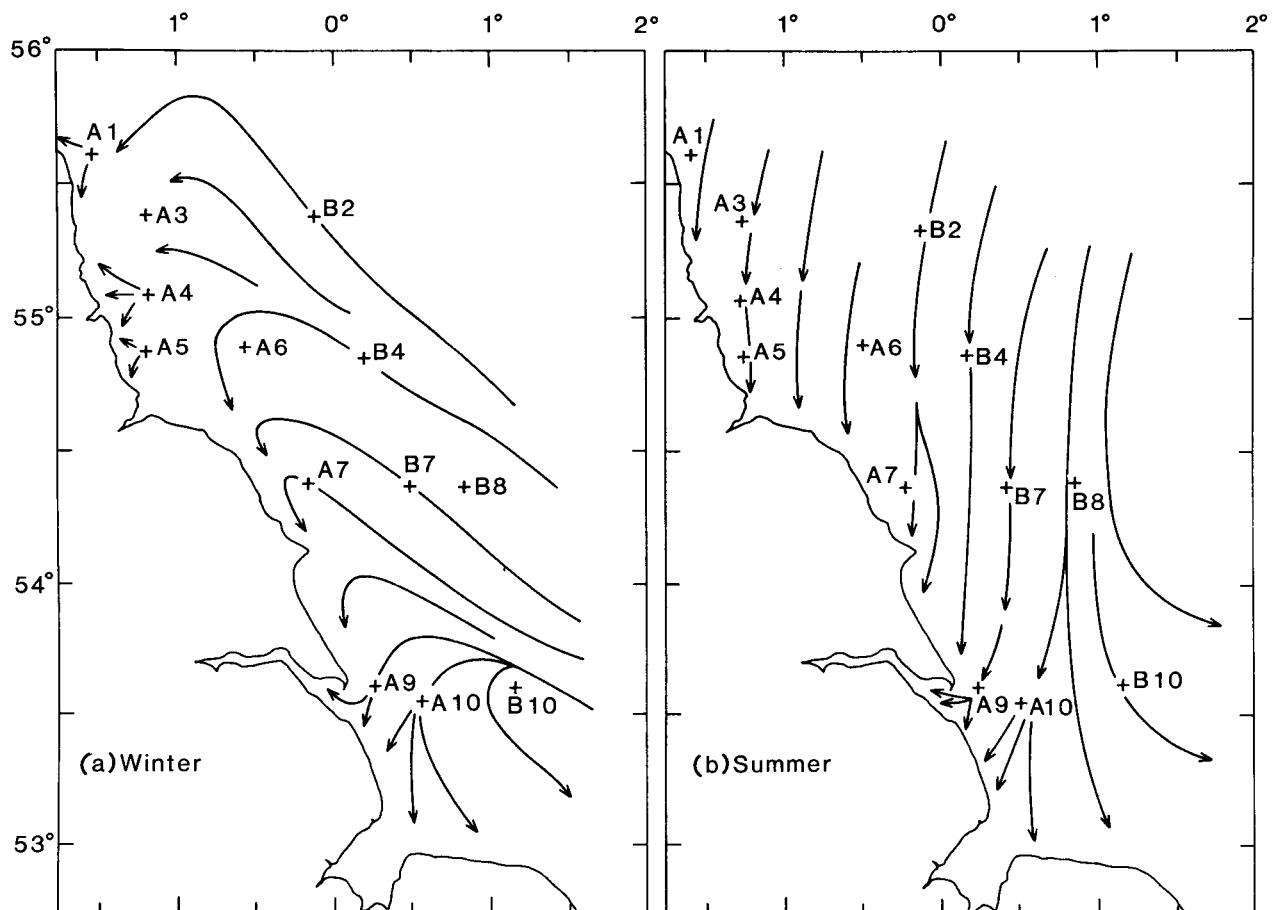 1° 0° 1° 2° 1° 0° 1° 2°
56°
A1 A1
B2 A3 B2
A3
A4 A4
55°
A5 A6 B4 A5 A6 B4
A7 B7 B8 A7 B7 B8
54°
A9 A10 B10 A9 A10 B10
(a)Winter (b)Summer
53°